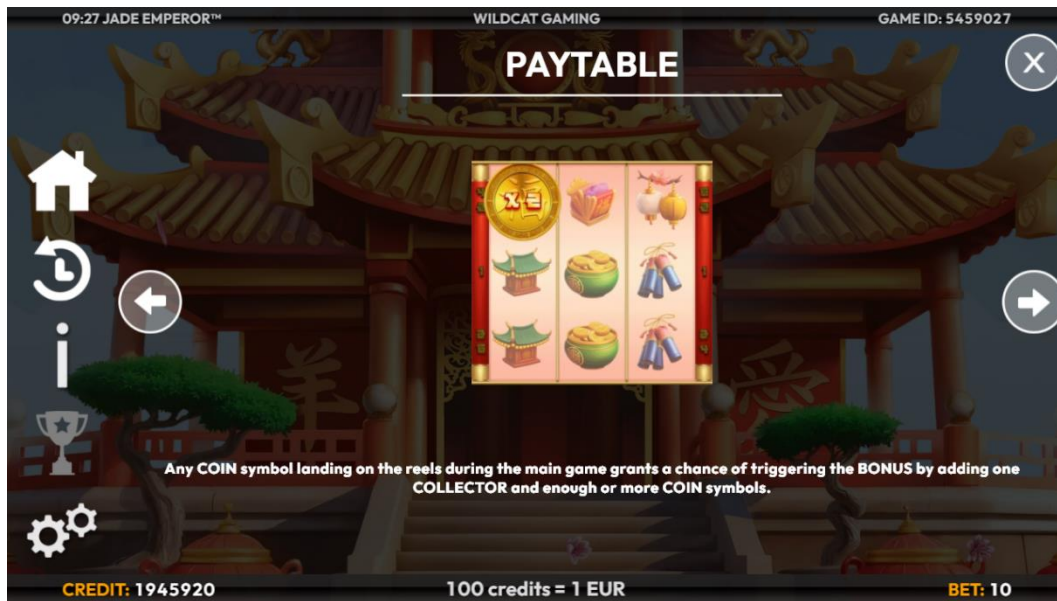 09:27 JADE EMPEROR™
WILDCAT GAMING
GAME ID: 5459027
PAYTABLE
X
X2
羊
愛
Any COIN symbol landing on the reels during the main game grants a chance of triggering the BONUS by adding one
COLLECTOR and enough or more COIN symbols.
CREDIT: 1945920
100 credits = 1 EUR
BET: 10